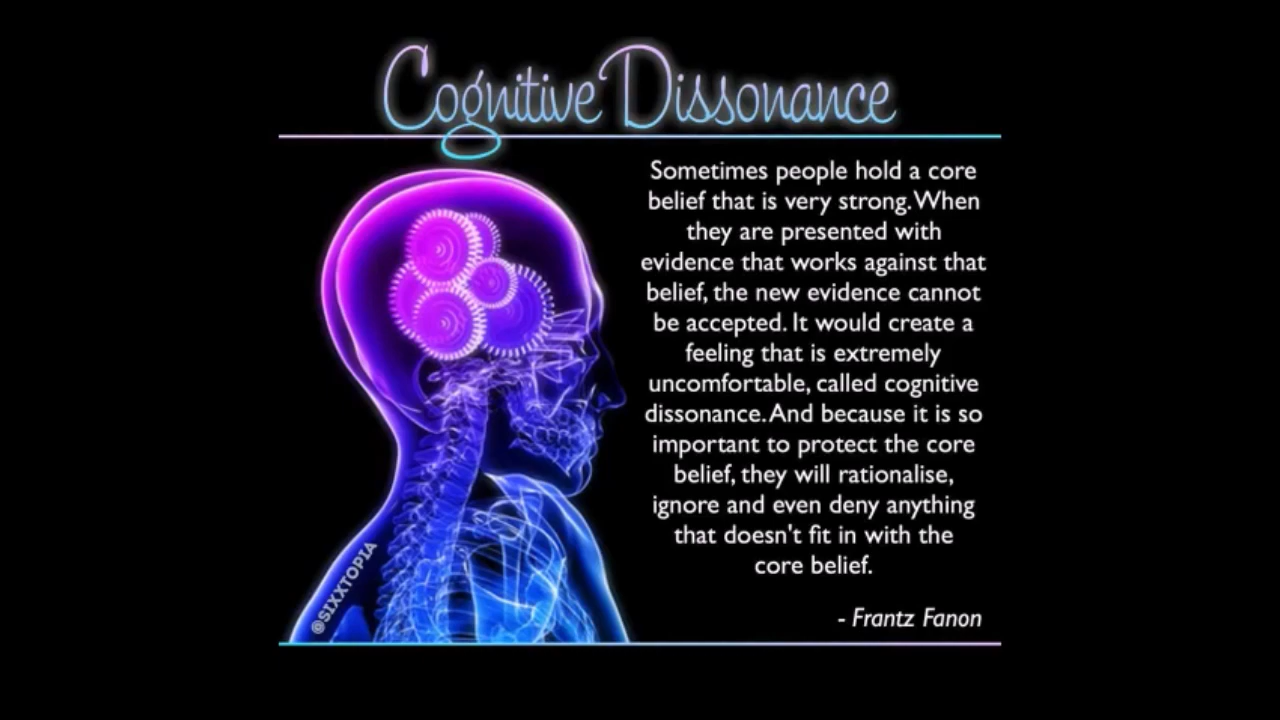 Cognitive Dissonance
Sometimes people hold a core
belief that is very strong. When
they are presented with
evidence that works against that
belief, the new evidence cannot
be accepted. It would create a
feeling that is extremely
uncomfortable, called cognitive
dissonance. And because it is so
important to protect the core
belief, they will rationalise,
ignore and even deny anything
that doesn't fit in with the
core belief.
- Frantz Fanon
@SIXXTOPIA